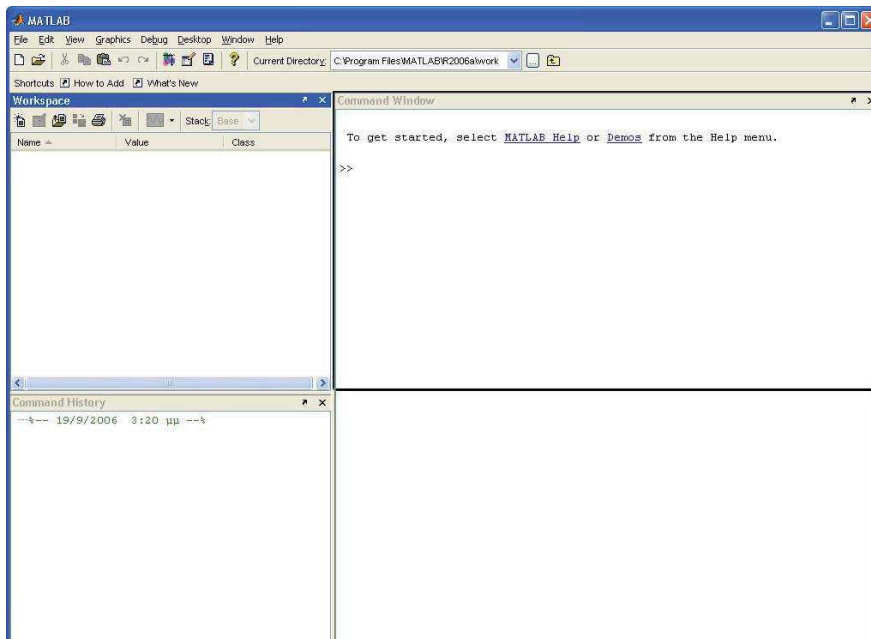 MATLAB
File Edit View Graphics Debug Desktop Window Help
Current Directory: C:\Program Files\MATLAB\R2006a\work
Shortcuts How to Add What's New
Workspace
Stack: Base
Name Value Class
Command Window
To get started, select MATLAB Help or Demos from the Help menu.
>>
Command History
%-- 19/9/2006 3:20 μμ --%